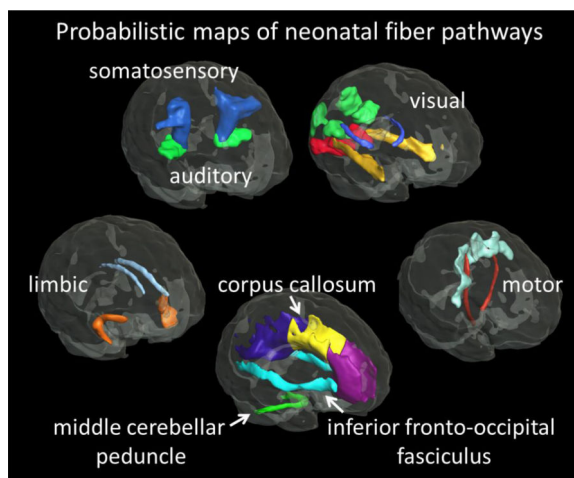 Probabilistic maps of neonatal fiber pathways
somatosensory
visual
auditory
limbic
corpus callosum
motor
middle cerebellar
peduncle
inferior fronto-occipital
fasciculus